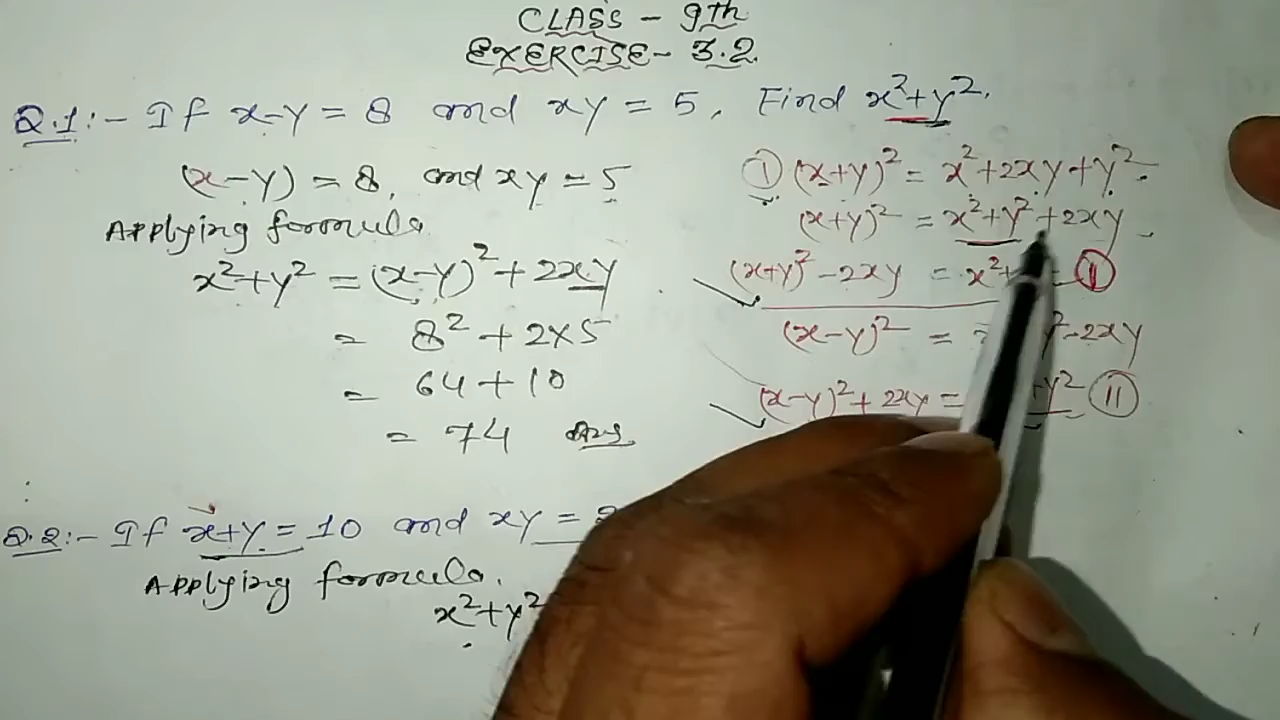 CLASS - 9th
EXERCISE - 3.2.
Q.1:- If x-y = 8 and xy = 5, Find x²+y².
(x-y) = 8, and xy = 5
Applying formula
x²+y² = (x-y)² + 2xy
= 8² + 2×5
= 64 + 10
= 74 Ans
① (x+y)² = x²+2xy+y²
(x+y)² = x²+y²+2xy
(x+y)² - 2xy = x²+ Ⅱ
(x-y)² = y²-2xy
(x-y)² + 2xy = +y² Ⅱ
Q.2:- If x+y = 10 and xy =
Applying formula.
x²+y²